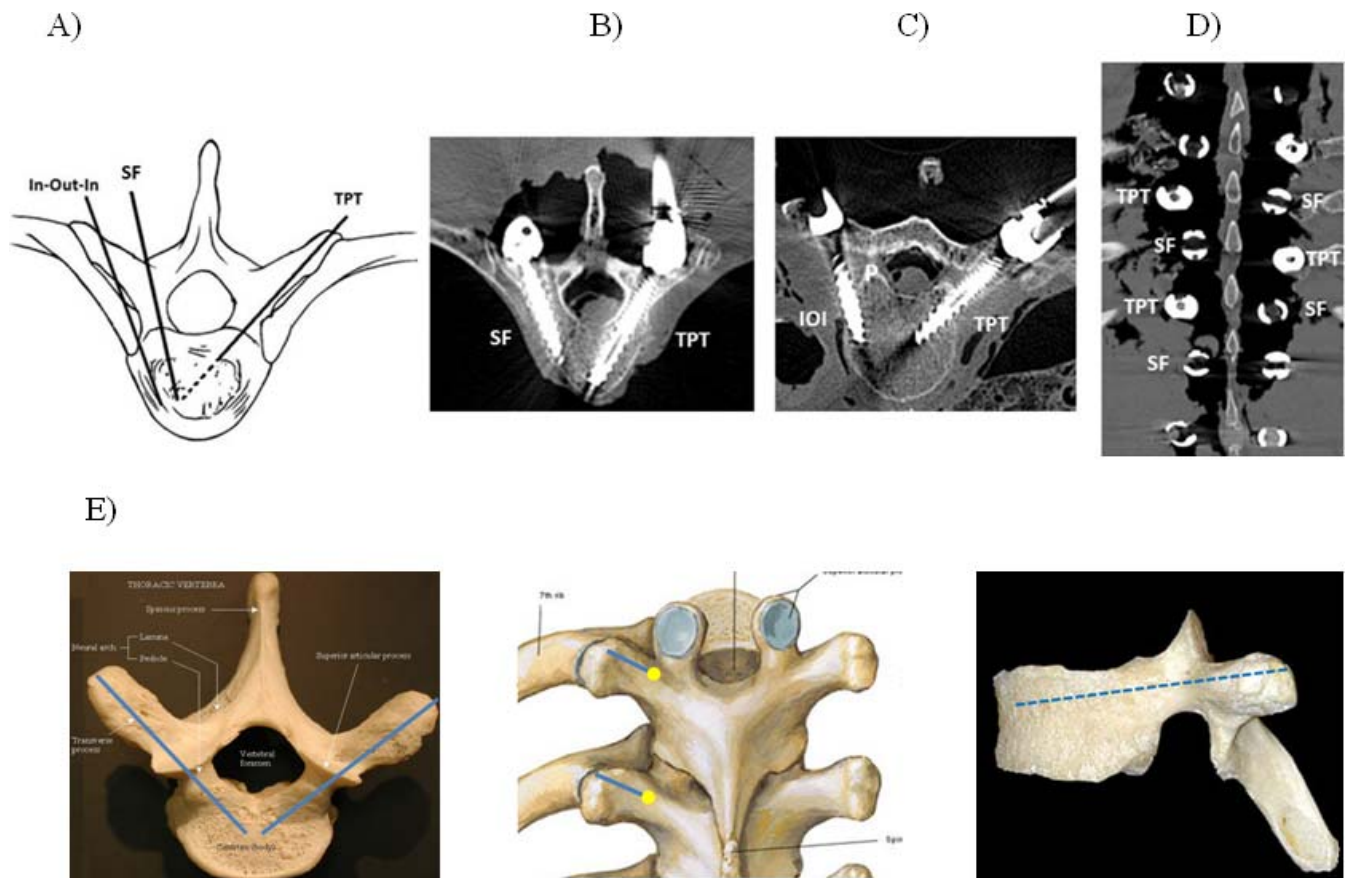 A)
B)
C)
D)
In-Out-In
SF
TPT
SF
TPT
P
IOI
TPT
TPT
SF
SF
TPT
TPT
SF
SF
E)
THORACIC VERTEBRA
Spinous process
Lamina
Neural arch
Pedicle
Superior articular process
Transverse
process
Vertebral
foramen
(body)
7th rib